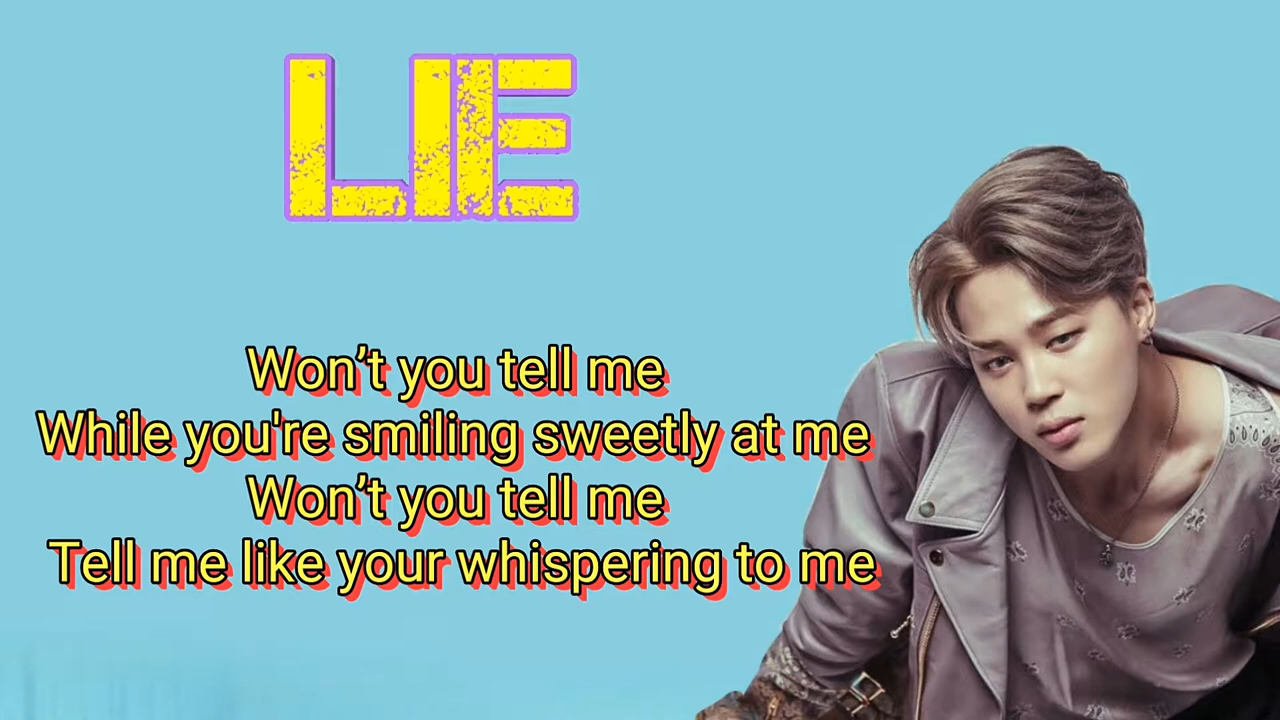 LIE
Won’t you tell me
While you're smiling sweetly at me
Won’t you tell me
Tell me like your whispering to me